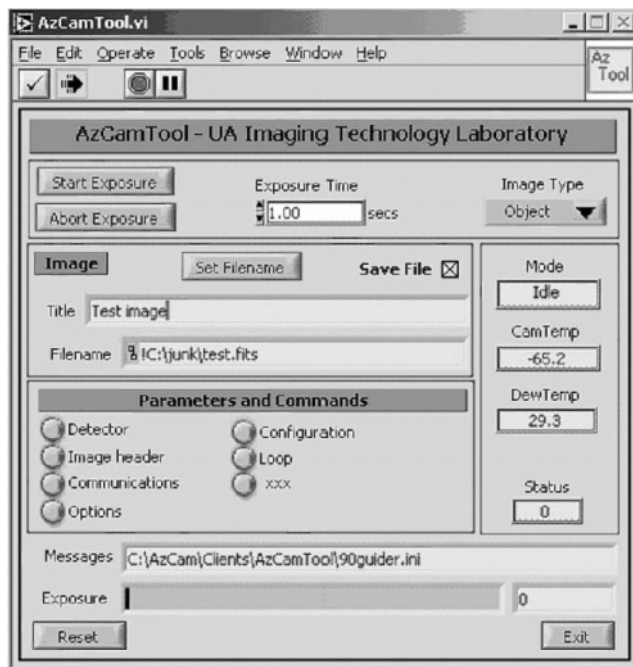 AzCamTool.vi
File Edit Operate Tools Browse Window Help
Az Tool
AzCamTool - UA Imaging Technology Laboratory
Start Exposure
Abort Exposure
Exposure Time
1.00 secs
Image Type
Object
Image
Set Filename
Save File
Title Test image
Filename !C:\junk\test.fits
Mode
Idle
CamTemp
-65.2
DewTemp
29.3
Status
0
Parameters and Commands
Detector
Configuration
Image header
Loop
Communications
xxx
Options
Messages C:\AzCam\Clients\AzCamTool\90guider.ini
Exposure 0
Reset
Exit